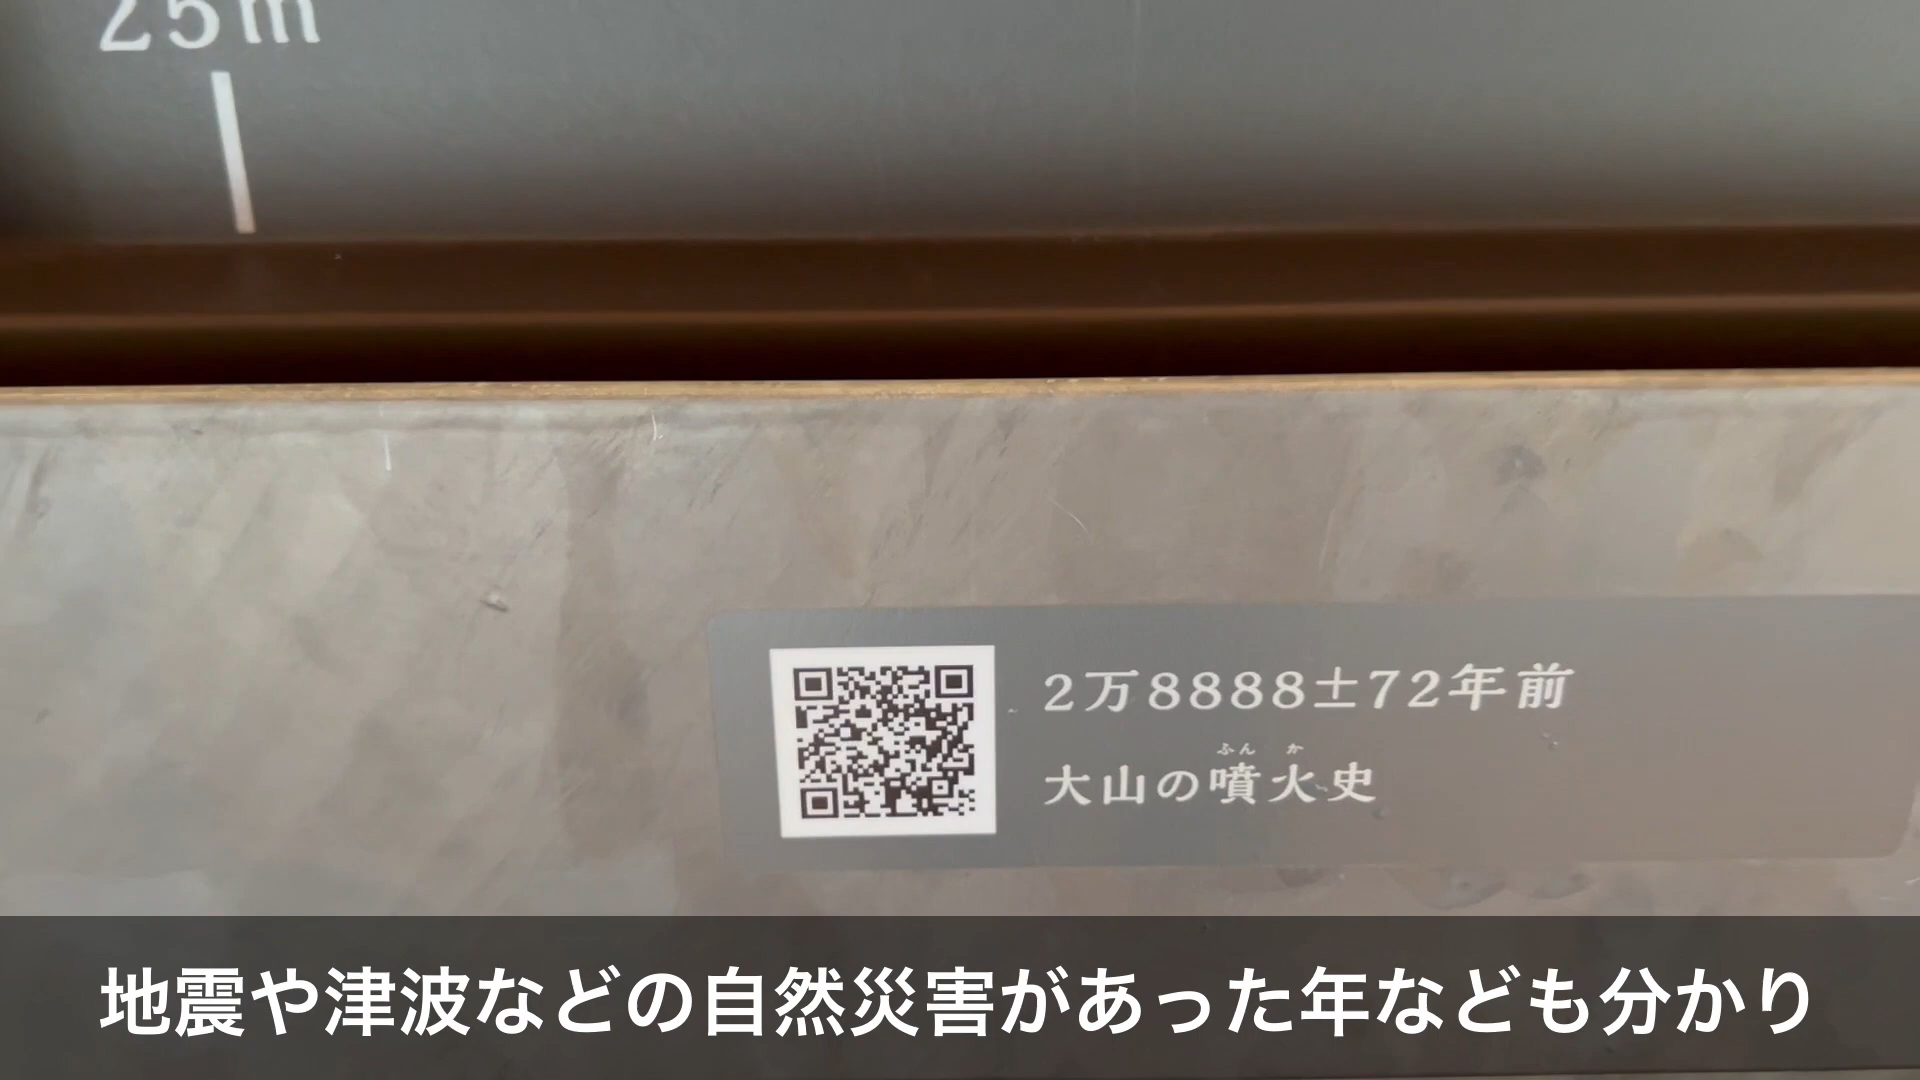 25m
2万8888±72年前
ふん か
大山の噴火史
地震や津波などの自然災害があった年なども分かり